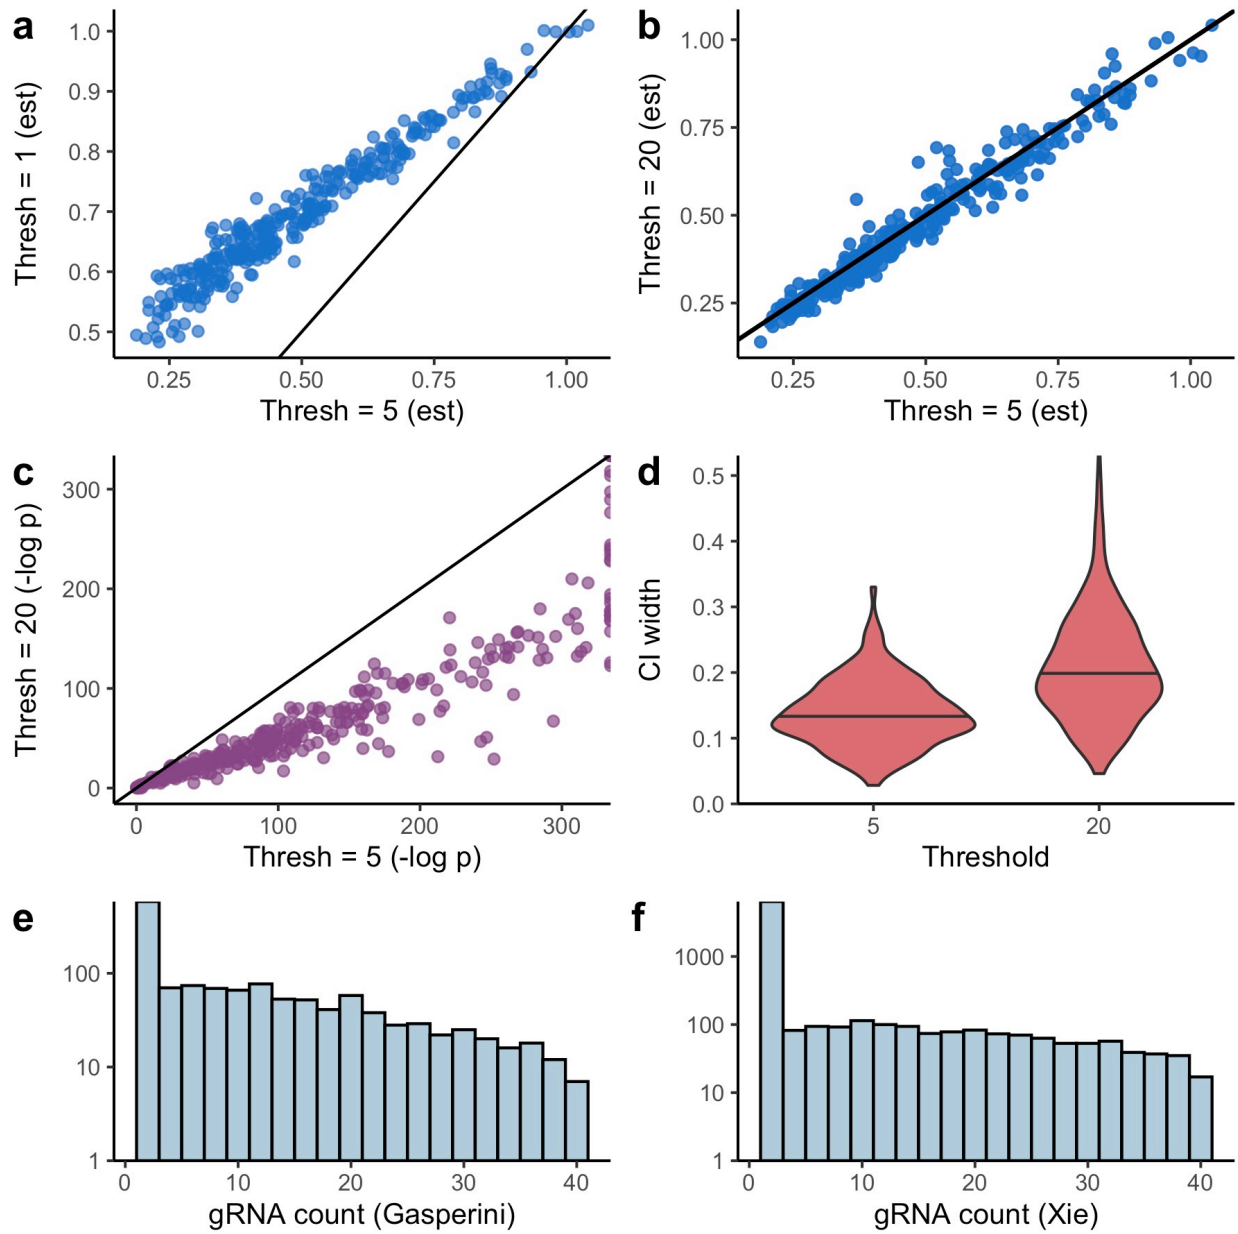 a
Thresh = 1 (est)
1.0
0.9
0.8
0.7
0.6
0.5
0.25 0.50 0.75 1.00
Thresh = 5 (est)
b
Thresh = 20 (est)
1.00
0.75
0.50
0.25
0.25 0.50 0.75 1.00
Thresh = 5 (est)
c
Thresh = 20 (-log p)
300
200
100
0
0 100 200 300
Thresh = 5 (-log p)
d
CI width
0.5
0.4
0.3
0.2
0.1
0.0
5 20
Threshold
e
100
10
1
0 10 20 30 40
gRNA count (Gasperini)
f
1000
100
10
1
0 10 20 30 40
gRNA count (Xie)